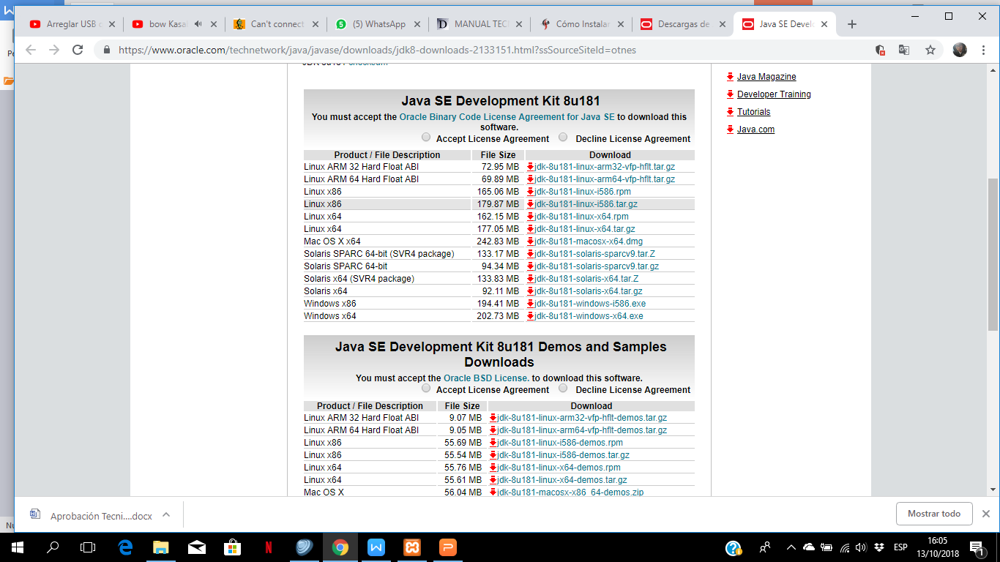 Arreglar USB c
bow Kasal
Can't connect
(5) WhatsApp
MANUAL TEC
Cómo Instalar
Descargas de
Java SE Devel
https://www.oracle.com/technetwork/java/javase/downloads/jdk8-downloads-2133151.html?ssSourceSiteId=otnes
Java Magazine
Developer Training
Tutorials
Java.com
Java SE Development Kit 8u181
You must accept the Oracle Binary Code License Agreement for Java SE to download this
software.
Accept License Agreement Decline License Agreement
Product / File Description File Size Download
Linux ARM 32 Hard Float ABI 72.95 MB jdk-8u181-linux-arm32-vfp-hflt.tar.gz
Linux ARM 64 Hard Float ABI 69.89 MB jdk-8u181-linux-arm64-vfp-hflt.tar.gz
Linux x86 165.06 MB jdk-8u181-linux-i586.rpm
Linux x86 179.87 MB jdk-8u181-linux-i586.tar.gz
Linux x64 162.15 MB jdk-8u181-linux-x64.rpm
Linux x64 177.05 MB jdk-8u181-linux-x64.tar.gz
Mac OS X x64 242.83 MB jdk-8u181-macosx-x64.dmg
Solaris SPARC 64-bit (SVR4 package) 133.17 MB jdk-8u181-solaris-sparcv9.tar.Z
Solaris SPARC 64-bit 94.34 MB jdk-8u181-solaris-sparcv9.tar.gz
Solaris x64 (SVR4 package) 133.83 MB jdk-8u181-solaris-x64.tar.Z
Solaris x64 92.11 MB jdk-8u181-solaris-x64.tar.gz
Windows x86 194.41 MB jdk-8u181-windows-i586.exe
Windows x64 202.73 MB jdk-8u181-windows-x64.exe
Java SE Development Kit 8u181 Demos and Samples
Downloads
You must accept the Oracle BSD License. to download this software.
Accept License Agreement Decline License Agreement
Product / File Description File Size Download
Linux ARM 32 Hard Float ABI 9.07 MB jdk-8u181-linux-arm32-vfp-hflt-demos.tar.gz
Linux ARM 64 Hard Float ABI 9.05 MB jdk-8u181-linux-arm64-vfp-hflt-demos.tar.gz
Linux x86 55.69 MB jdk-8u181-linux-i586-demos.rpm
Linux x86 55.54 MB jdk-8u181-linux-i586-demos.tar.gz
Linux x64 55.76 MB jdk-8u181-linux-x64-demos.rpm
Linux x64 55.61 MB jdk-8u181-linux-x64-demos.tar.gz
Mac OS X 56.04 MB jdk-8u181-macosx-x86_64-demos.zip
Aprobación Tecni....docx
Mostrar todo
ESP
16:05
13/10/2018
1